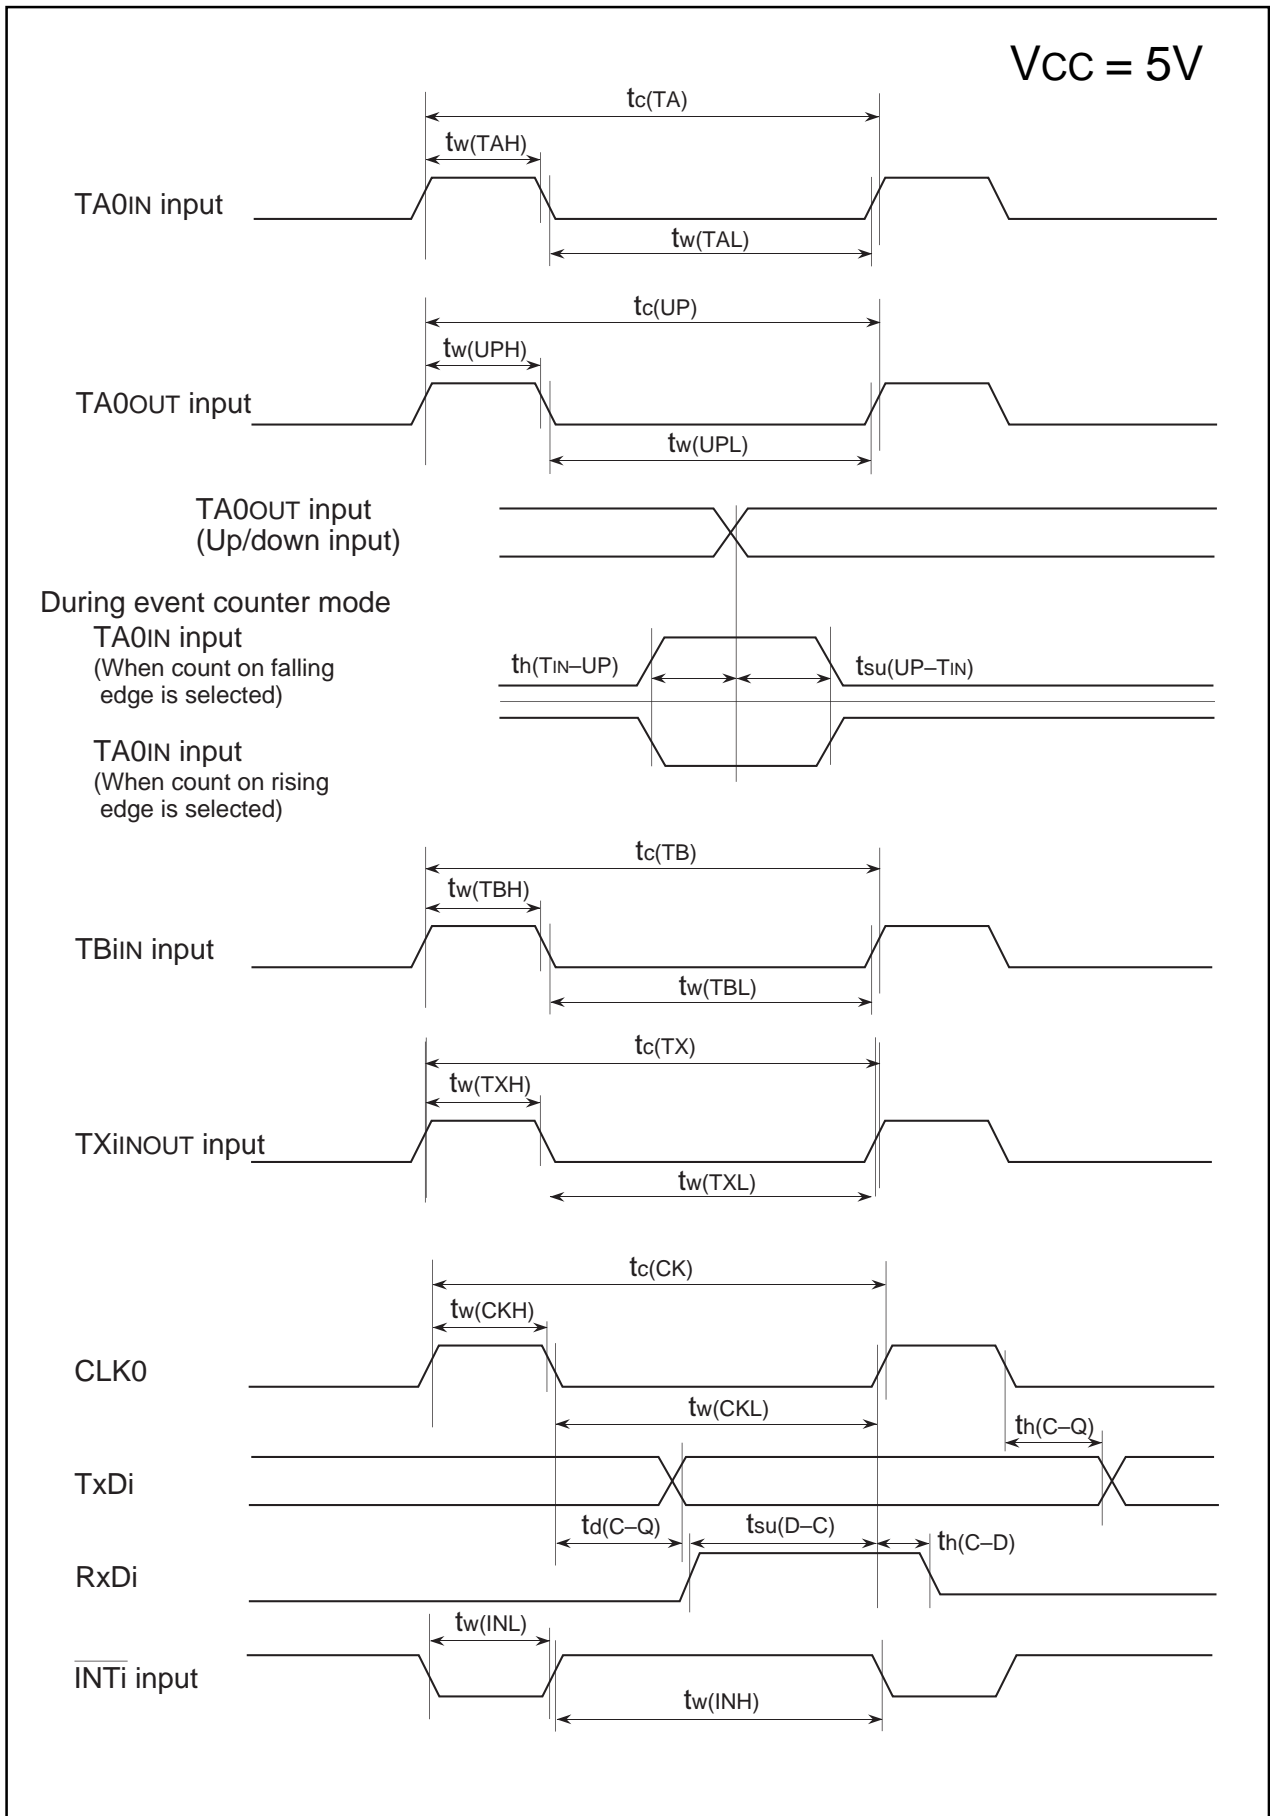 VCC = 5V
tc(TA)
tw(TAH)
TA0IN input
tw(TAL)
tc(UP)
tw(UPH)
TA0OUT input
tw(UPL)
TA0OUT input
(Up/down input)
During event counter mode
TA0IN input
(When count on falling
edge is selected)
th(TIN–UP)
tsu(UP–TIN)
TA0IN input
(When count on rising
edge is selected)
tc(TB)
tw(TBH)
TBiIN input
tw(TBL)
tc(TX)
tw(TXH)
TXiINOUT input
tw(TXL)
tc(CK)
tw(CKH)
CLK0
tw(CKL)
th(C–Q)
TxDi
td(C–Q)
tsu(D–C)
th(C–D)
RxDi
tw(INL)
INTi input
tw(INH)